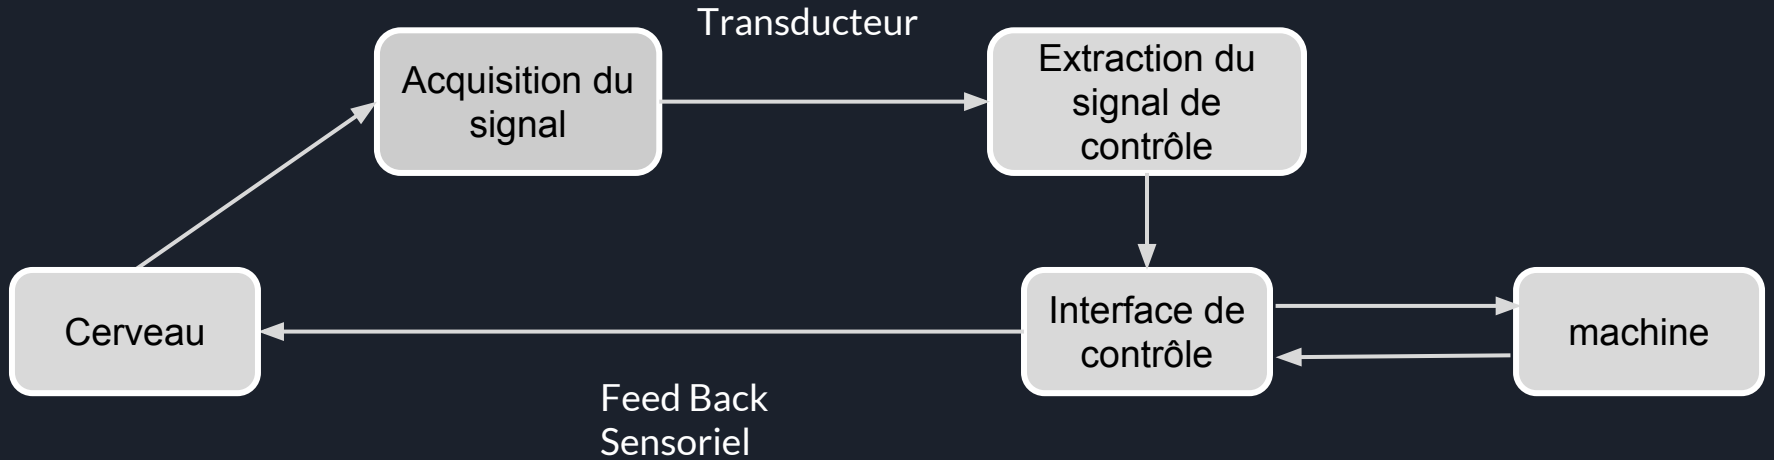 Transducteur
Acquisition du
signal
Extraction du
signal de
contrôle
Cerveau
Interface de
contrôle
machine
Feed Back
Sensoriel